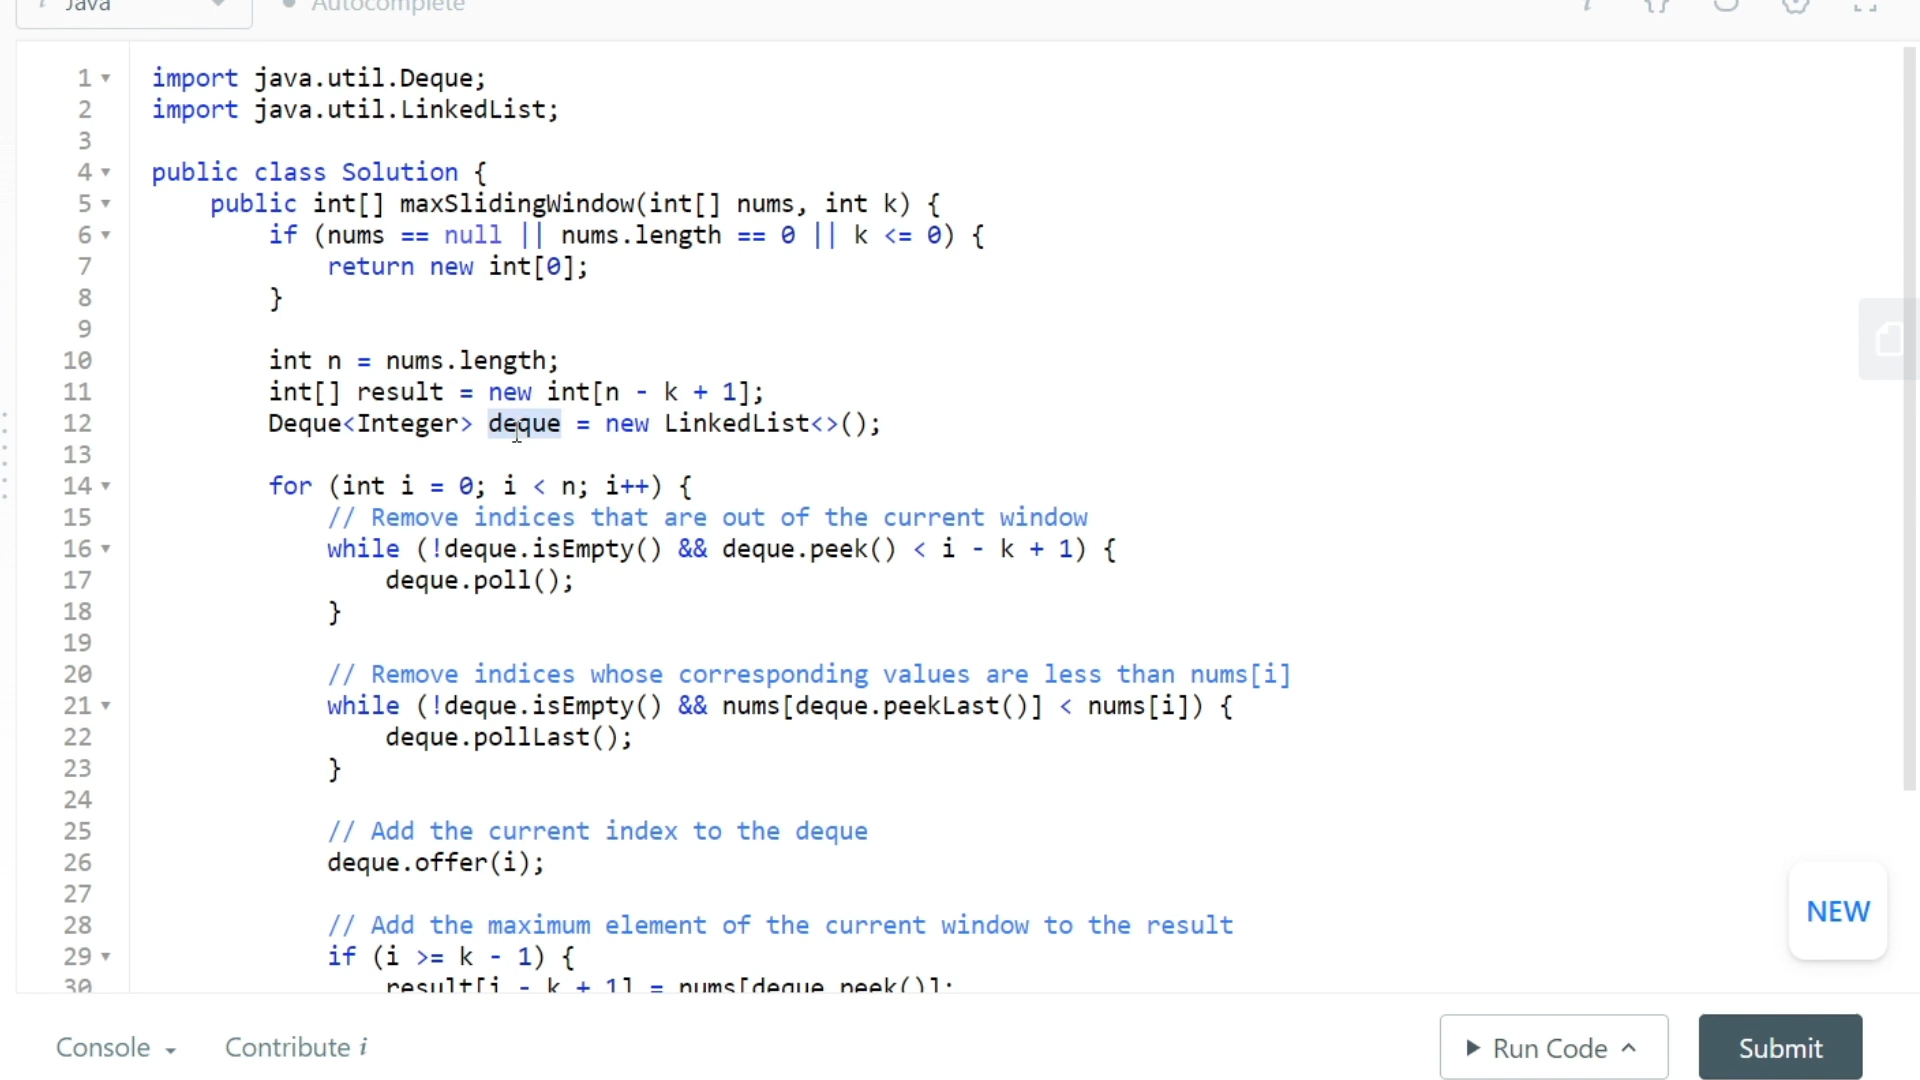 Java
Autocomplete
i {}
1 import java.util.Deque;
2 import java.util.LinkedList;
3
4 public class Solution {
5 public int[] maxSlidingWindow(int[] nums, int k) {
6 if (nums == null || nums.length == 0 || k <= 0) {
7 return new int[0];
8 }
9
10 int n = nums.length;
11 int[] result = new int[n - k + 1];
12 Deque<Integer> deque = new LinkedList<>();
13
14 for (int i = 0; i < n; i++) {
15 // Remove indices that are out of the current window
16 while (!deque.isEmpty() && deque.peek() < i - k + 1) {
17 deque.poll();
18 }
19
20 // Remove indices whose corresponding values are less than nums[i]
21 while (!deque.isEmpty() && nums[deque.peekLast()] < nums[i]) {
22 deque.pollLast();
23 }
24
25 // Add the current index to the deque
26 deque.offer(i);
27
28 // Add the maximum element of the current window to the result
29 if (i >= k - 1) {
30 result[i - k + 1] = nums[deque.peek()];
NEW
Console
Contribute i
Run Code
Submit